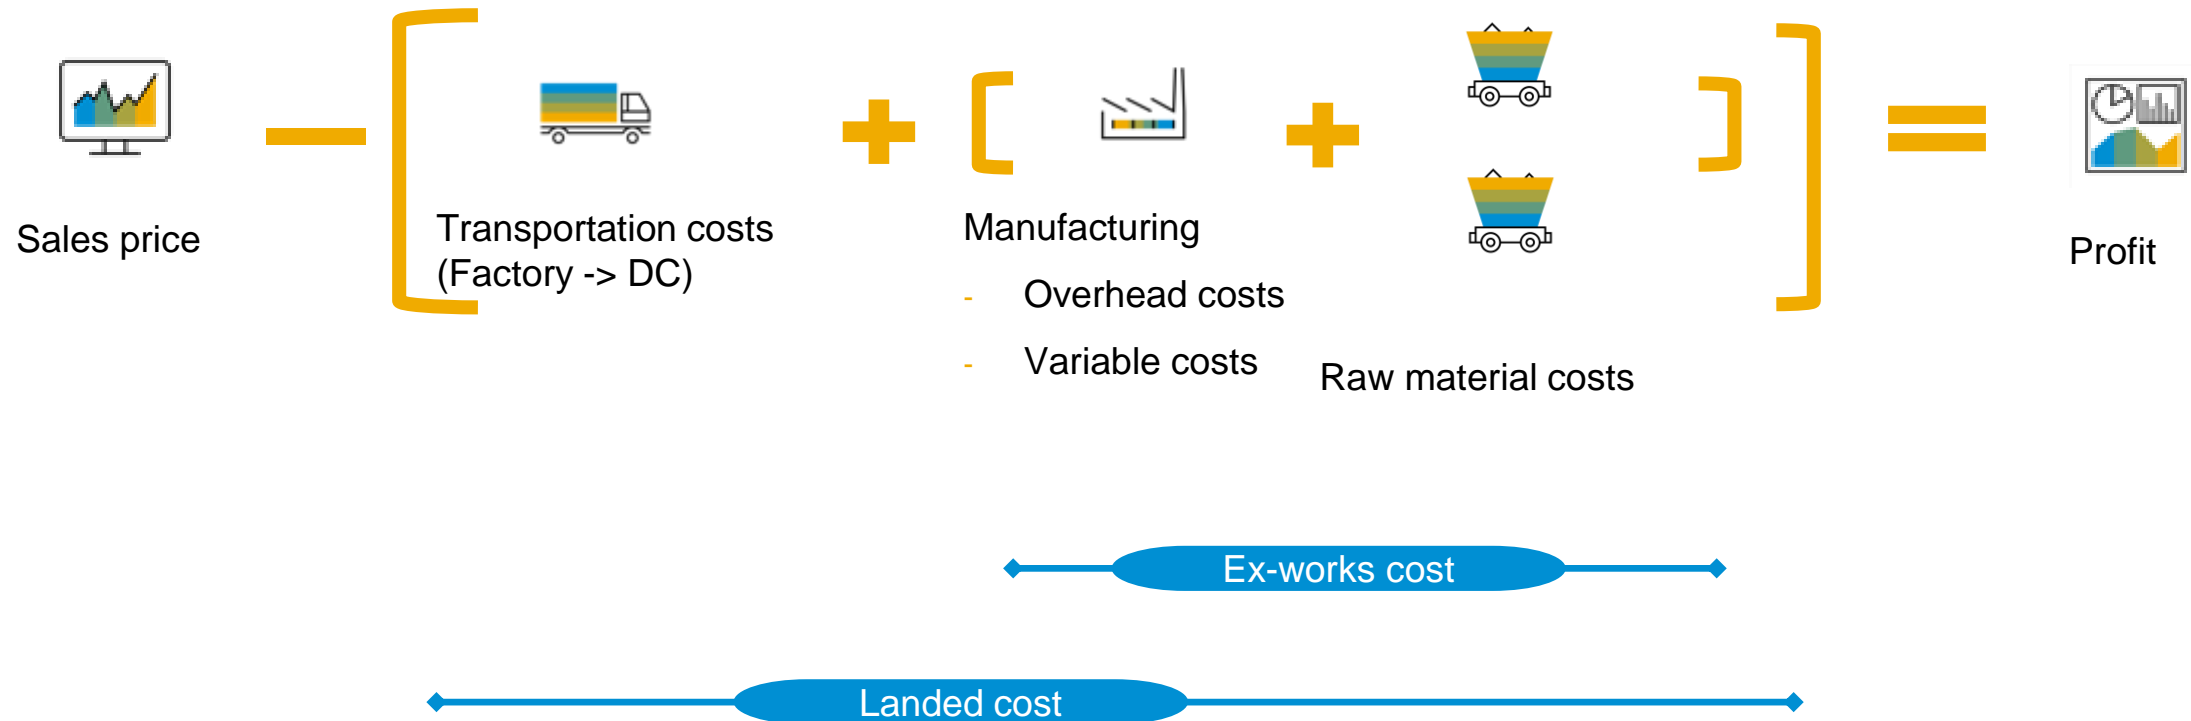 Sales price
Transportation costs
(Factory -> DC)
Manufacturing
- Overhead costs
- Variable costs
Raw material costs
Profit
Ex-works cost
Landed cost